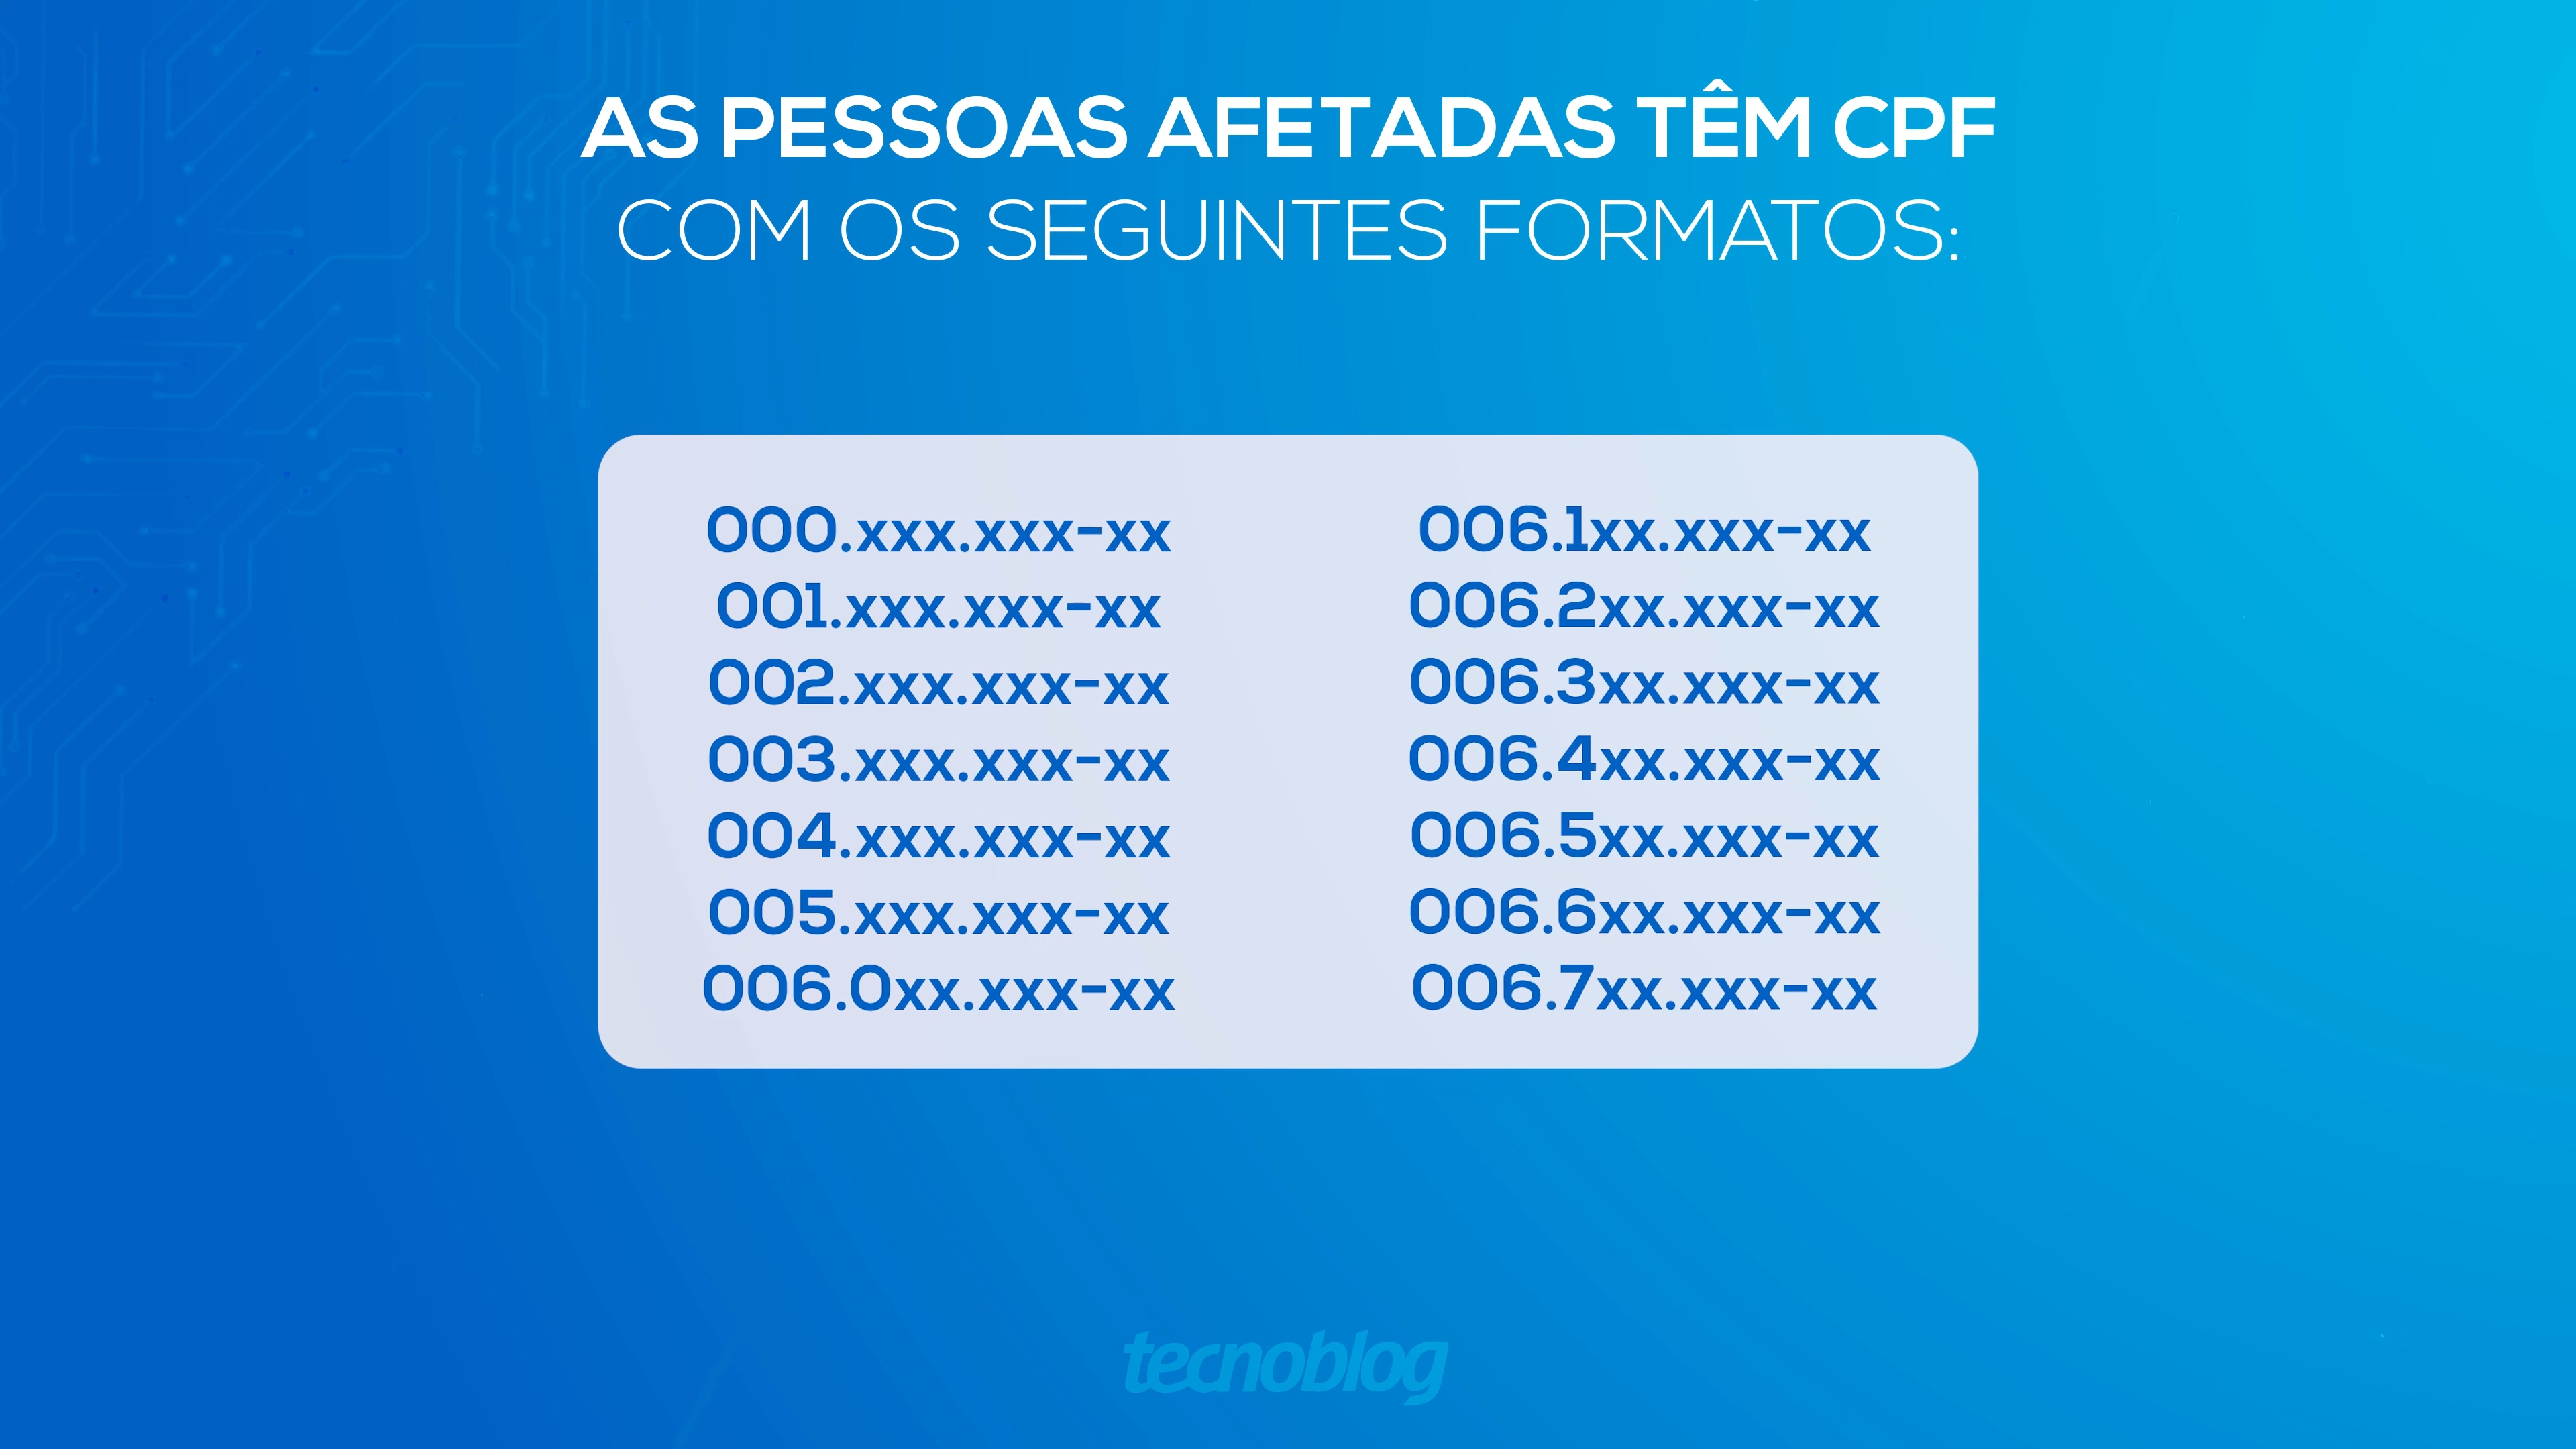 AS PESSOAS AFETADAS TÊM CPF
COM OS SEGUINTES FORMATOS:
000.xxx.xxx-xx
001.xxx.xxx-xx
002.xxx.xxx-xx
003.xxx.xxx-xx
004.xxx.xxx-xx
005.xxx.xxx-xx
006.0xx.xxx-xx
006.1xx.xxx-xx
006.2xx.xxx-xx
006.3xx.xxx-xx
006.4xx.xxx-xx
006.5xx.xxx-xx
006.6xx.xxx-xx
006.7xx.xxx-xx
tecnoblog